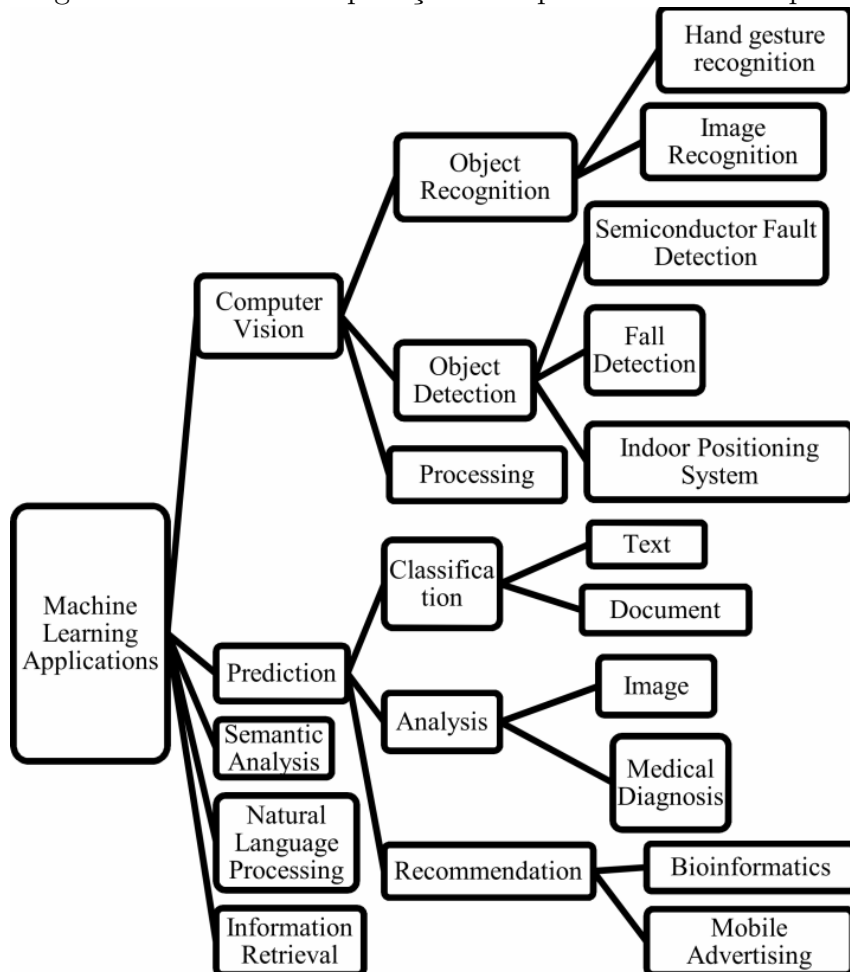 Hand gesture
recognition
Image
Recognition
Object
Recognition
Semiconductor Fault
Detection
Computer
Vision
Fall
Detection
Object
Detection
Indoor Positioning
System
Processing
Text
Classifica
tion
Document
Machine
Learning
Applications
Prediction
Image
Analysis
Semantic
Analysis
Medical
Diagnosis
Natural
Language
Processing
Recommendation
Bioinformatics
Information
Retrieval
Mobile
Advertising